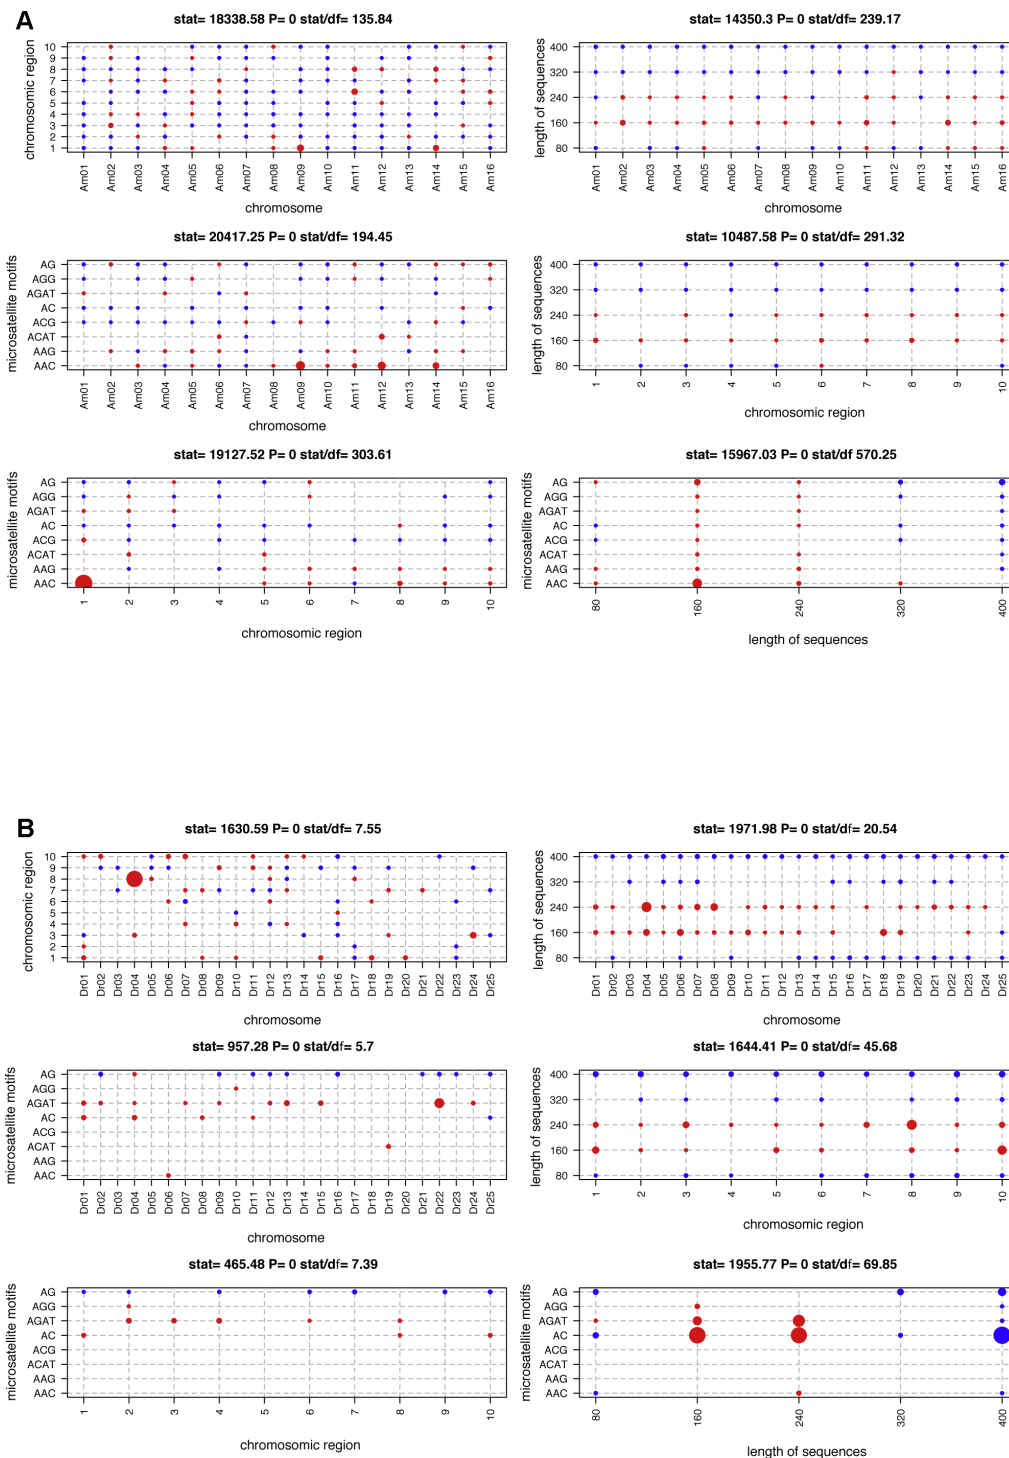 A
stat= 18338.58 P= 0 stat/df= 135.84
chromosomic region
10
9
8
7
6
5
4
3
2
1
Am01 Am02 Am03 Am04 Am05 Am06 Am07 Am08 Am09 Am10 Am11 Am12 Am13 Am14 Am15 Am16
chromosome
stat= 14350.3 P= 0 stat/df= 239.17
length of sequences
400
320
240
160
80
Am01 Am02 Am03 Am04 Am05 Am06 Am07 Am08 Am09 Am10 Am11 Am12 Am13 Am14 Am15 Am16
chromosome
stat= 20417.25 P= 0 stat/df= 194.45
microsatellite motifs
AG
AGG
AGAT
AC
ACG
ACAT
AAG
AAC
Am01 Am02 Am03 Am04 Am05 Am06 Am07 Am08 Am09 Am10 Am11 Am12 Am13 Am14 Am15 Am16
chromosome
stat= 10487.58 P= 0 stat/df= 291.32
length of sequences
400
320
240
160
80
1 2 3 4 5 6 7 8 9 10
chromosomic region
stat= 19127.52 P= 0 stat/df= 303.61
microsatellite motifs
AG
AGG
AGAT
AC
ACG
ACAT
AAG
AAC
1 2 3 4 5 6 7 8 9 10
chromosomic region
stat= 15967.03 P= 0 stat/df 570.25
microsatellite motifs
AG
AGG
AGAT
AC
ACG
ACAT
AAG
AAC
80 160 240 320 400
length of sequences
B
stat= 1630.59 P= 0 stat/df= 7.55
chromosomic region
10
9
8
7
6
5
4
3
2
1
Dr01 Dr02 Dr03 Dr04 Dr05 Dr06 Dr07 Dr08 Dr09 Dr10 Dr11 Dr12 Dr13 Dr14 Dr15 Dr16 Dr17 Dr18 Dr19 Dr20 Dr21 Dr22 Dr23 Dr24 Dr25
chromosome
stat= 1971.98 P= 0 stat/df= 20.54
length of sequences
400
320
240
160
80
Dr01 Dr02 Dr03 Dr04 Dr05 Dr06 Dr07 Dr08 Dr09 Dr10 Dr11 Dr12 Dr13 Dr14 Dr15 Dr16 Dr17 Dr18 Dr19 Dr20 Dr21 Dr22 Dr23 Dr24 Dr25
chromosome
stat= 957.28 P= 0 stat/df= 5.7
microsatellite motifs
AG
AGG
AGAT
AC
ACG
ACAT
AAG
AAC
Dr01 Dr02 Dr03 Dr04 Dr05 Dr06 Dr07 Dr08 Dr09 Dr10 Dr11 Dr12 Dr13 Dr14 Dr15 Dr16 Dr17 Dr18 Dr19 Dr20 Dr21 Dr22 Dr23 Dr24 Dr25
chromosome
stat= 1644.41 P= 0 stat/df= 45.68
length of sequences
400
320
240
160
80
1 2 3 4 5 6 7 8 9 10
chromosomic region
stat= 465.48 P= 0 stat/df= 7.39
microsatellite motifs
AG
AGG
AGAT
AC
ACG
ACAT
AAG
AAC
1 2 3 4 5 6 7 8 9 10
chromosomic region
stat= 1955.77 P= 0 stat/df= 69.85
microsatellite motifs
AG
AGG
AGAT
AC
ACG
ACAT
AAG
AAC
80 160 240 320 400
length of sequences